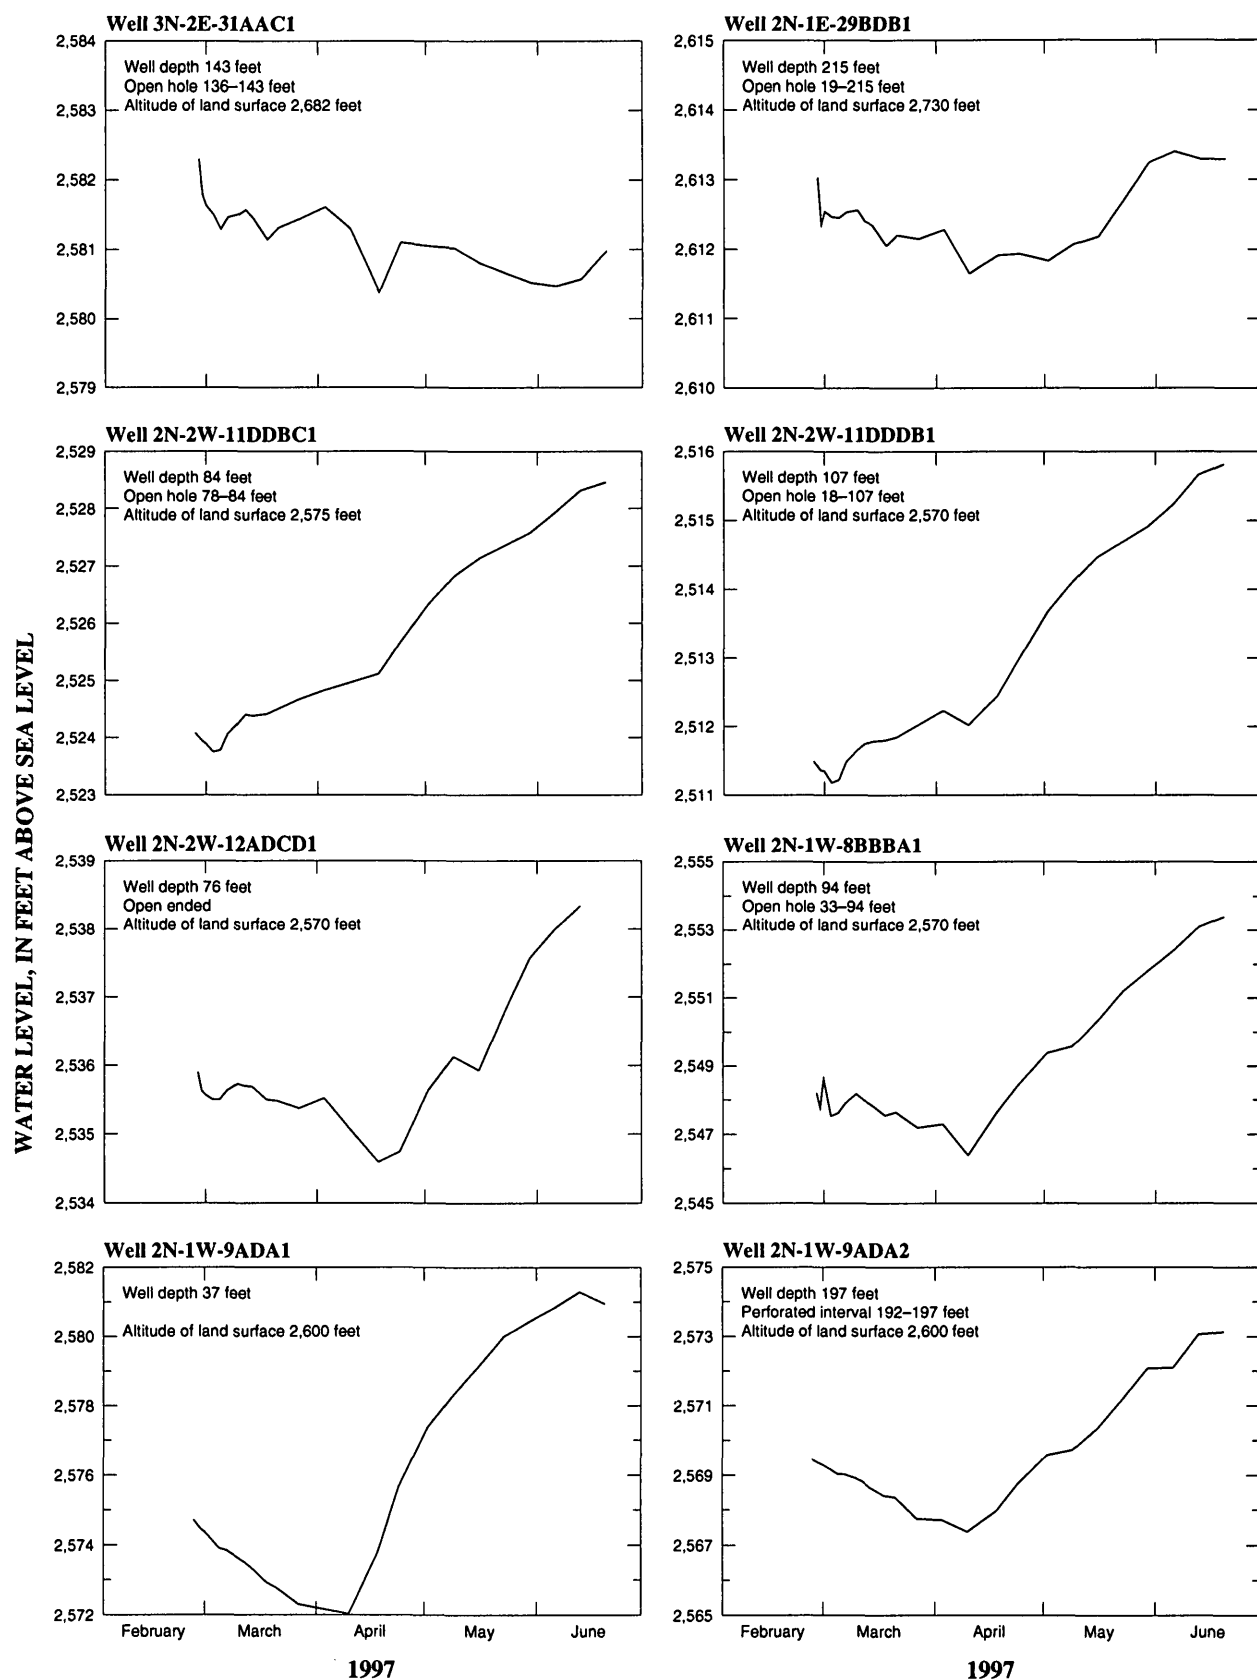 Well 3N-2E-31AAC1
2,584
2,583
2,582
2,581
2,580
2,579
Well depth 143 feet
Open hole 136–143 feet
Altitude of land surface 2,682 feet
Well 2N-1E-29BDB1
2,615
2,614
2,613
2,612
2,611
2,610
Well depth 215 feet
Open hole 19–215 feet
Altitude of land surface 2,730 feet
Well 2N-2W-11DDBC1
2,529
2,528
2,527
2,526
2,525
2,524
2,523
Well depth 84 feet
Open hole 78–84 feet
Altitude of land surface 2,575 feet
Well 2N-2W-11DDDB1
2,516
2,515
2,514
2,513
2,512
2,511
Well depth 107 feet
Open hole 18–107 feet
Altitude of land surface 2,570 feet
WATER LEVEL, IN FEET ABOVE SEA LEVEL
Well 2N-2W-12ADCD1
2,539
2,538
2,537
2,536
2,535
2,534
Well depth 76 feet
Open ended
Altitude of land surface 2,570 feet
Well 2N-1W-8BBBA1
2,555
2,553
2,551
2,549
2,547
2,545
Well depth 94 feet
Open hole 33–94 feet
Altitude of land surface 2,570 feet
Well 2N-1W-9ADA1
2,582
2,580
2,578
2,576
2,574
2,572
Well depth 37 feet
Altitude of land surface 2,600 feet
February March April May June
1997
Well 2N-1W-9ADA2
2,575
2,573
2,571
2,569
2,567
2,565
Well depth 197 feet
Perforated interval 192–197 feet
Altitude of land surface 2,600 feet
February March April May June
1997